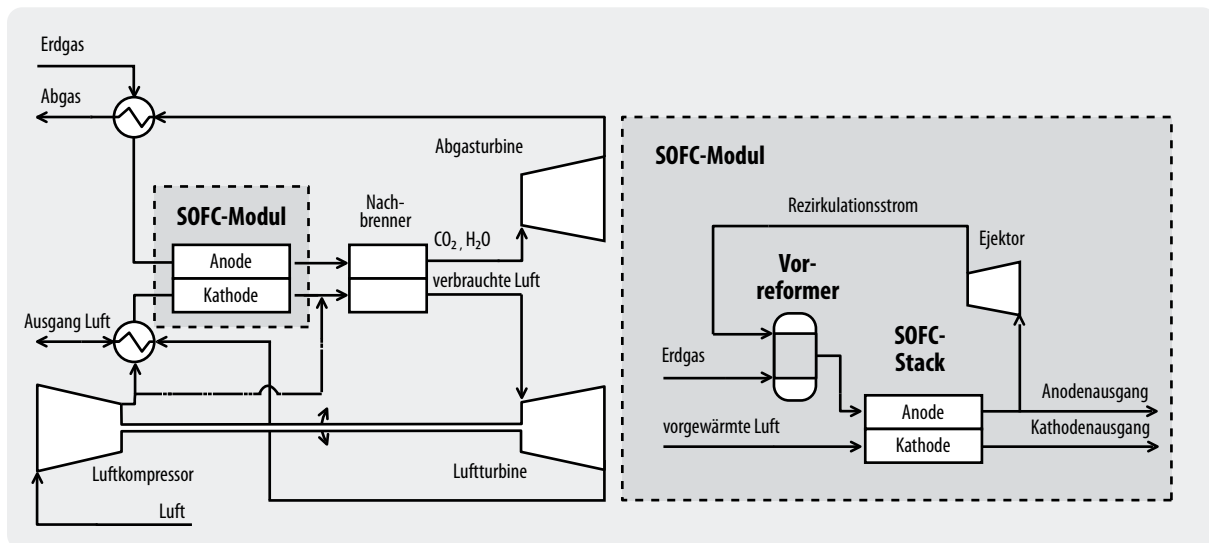 Erdgas
Abgas
Abgasturbine
SOFC-Modul
Nach-
brenner
CO₂, H₂O
Anode
Kathode
verbrauchte Luft
Ausgang Luft
Luftkompressor
Luftturbine
Luft
SOFC-Modul
Rezirkulationsstrom
Ejektor
Vor-
reformer
SOFC-
Stack
Erdgas
Anode
Anodenausgang
vorgewärmte Luft
Kathode
Kathodenausgang